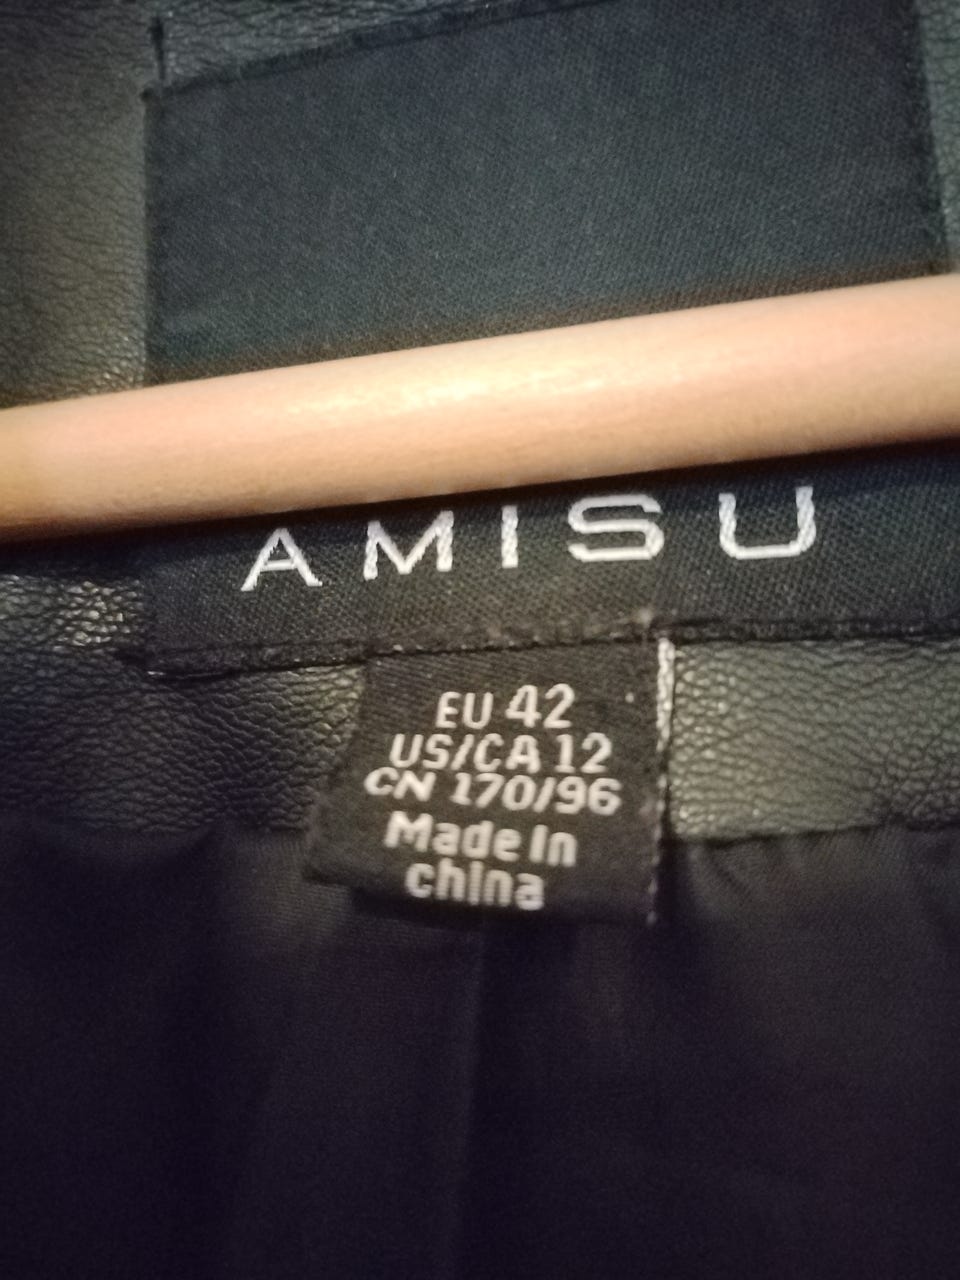 AMISU
EU 42
US/CA 12
CN 170/96
Made in
china